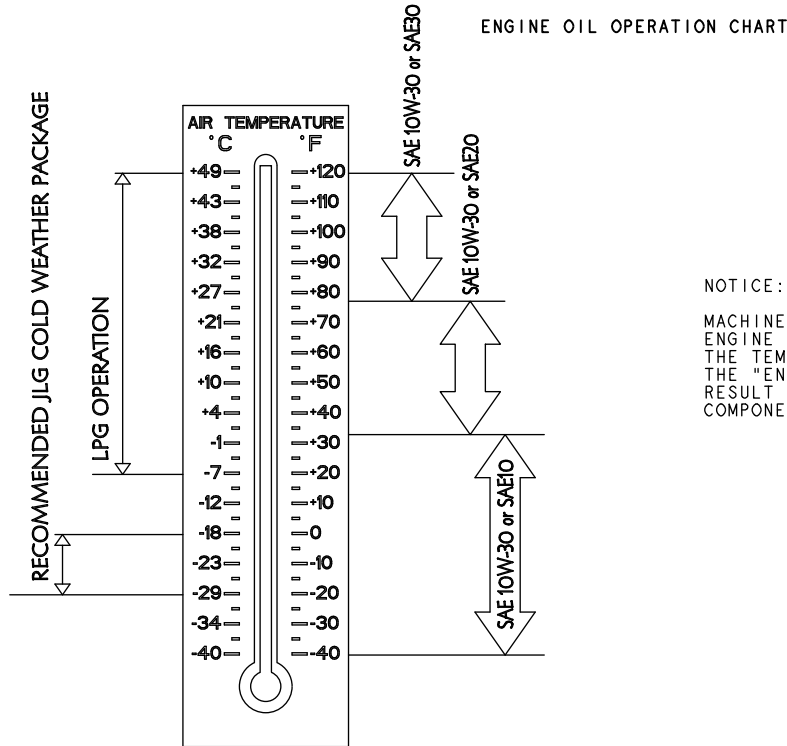 ENGINE OIL OPERATION CHART
AIR TEMPERATURE
°C °F
+49 +120
+43 +110
+38 +100
+32 +90
+27 +80
+21 +70
+16 +60
+10 +50
+4 +40
-1 +30
-7 +20
-12 +10
-18 0
-23 -10
-29 -20
-34 -30
-40 -40
RECOMMENDED JLG COLD WEATHER PACKAGE
LPG OPERATION
SAE 10W-30 or SAE30
SAE 10W-30 or SAE20
SAE 10W-30 or SAE10
NOTICE:
MACHINE
ENGINE
THE TEM
THE "EN
RESULT
COMPONE